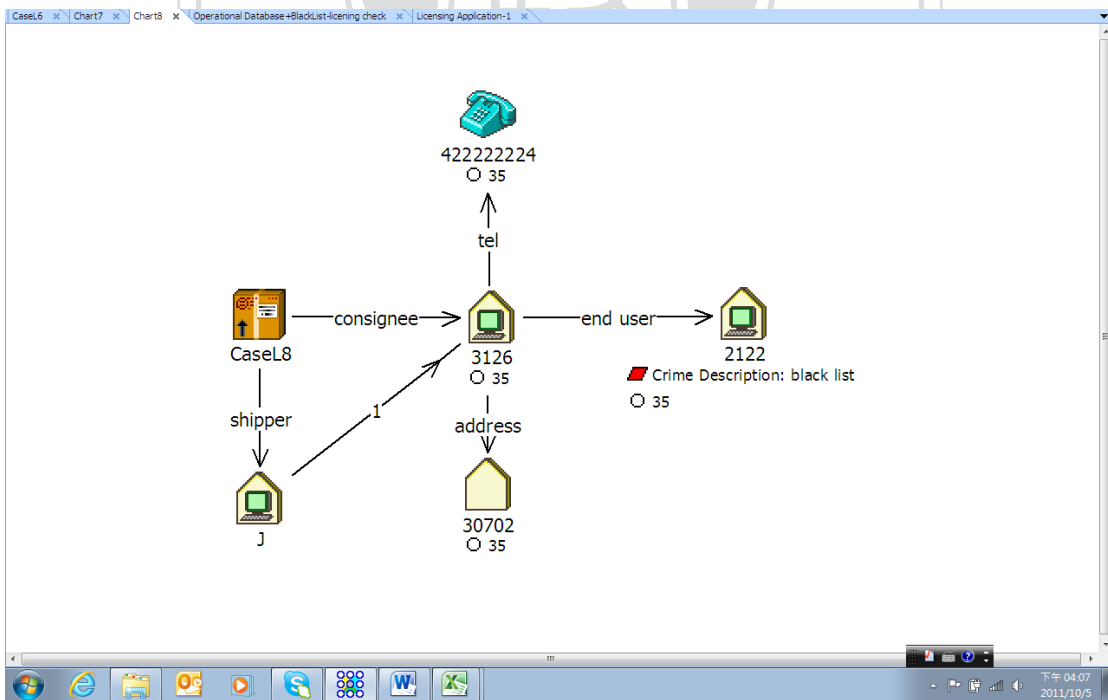 CaseL6 x Chart7 x Chart8 x Operational Database+BlackList-licening check x Licensing Application-1 x
422222224
35
tel
consignee
end user
CaseL8
3126
35
2122
Crime Description: black list
35
shipper
1
address
J
30702
35
下午 04:07
2011/10/5